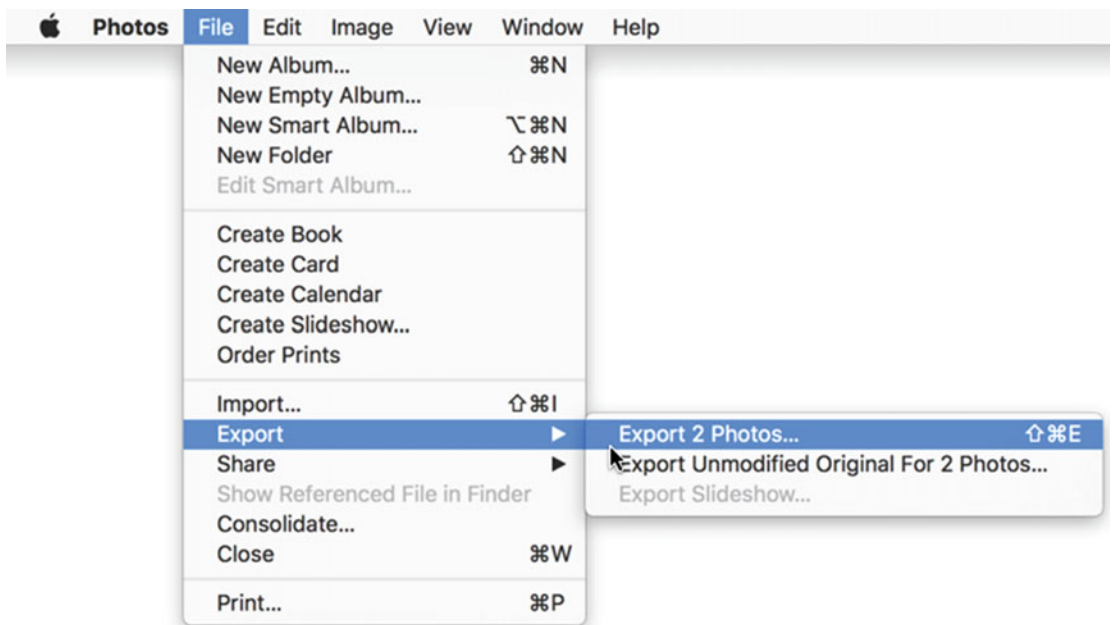 Photos File Edit Image View Window Help
New Album... ⌘N
New Empty Album...
New Smart Album... ⌥⌘N
New Folder ⇧⌘N
Edit Smart Album...
Create Book
Create Card
Create Calendar
Create Slideshow...
Order Prints
Import... ⇧⌘I
Export ▶
Share ▶
Show Referenced File in Finder
Consolidate...
Close ⌘W
Print... ⌘P
Export 2 Photos... ⇧⌘E
Export Unmodified Original For 2 Photos...
Export Slideshow...